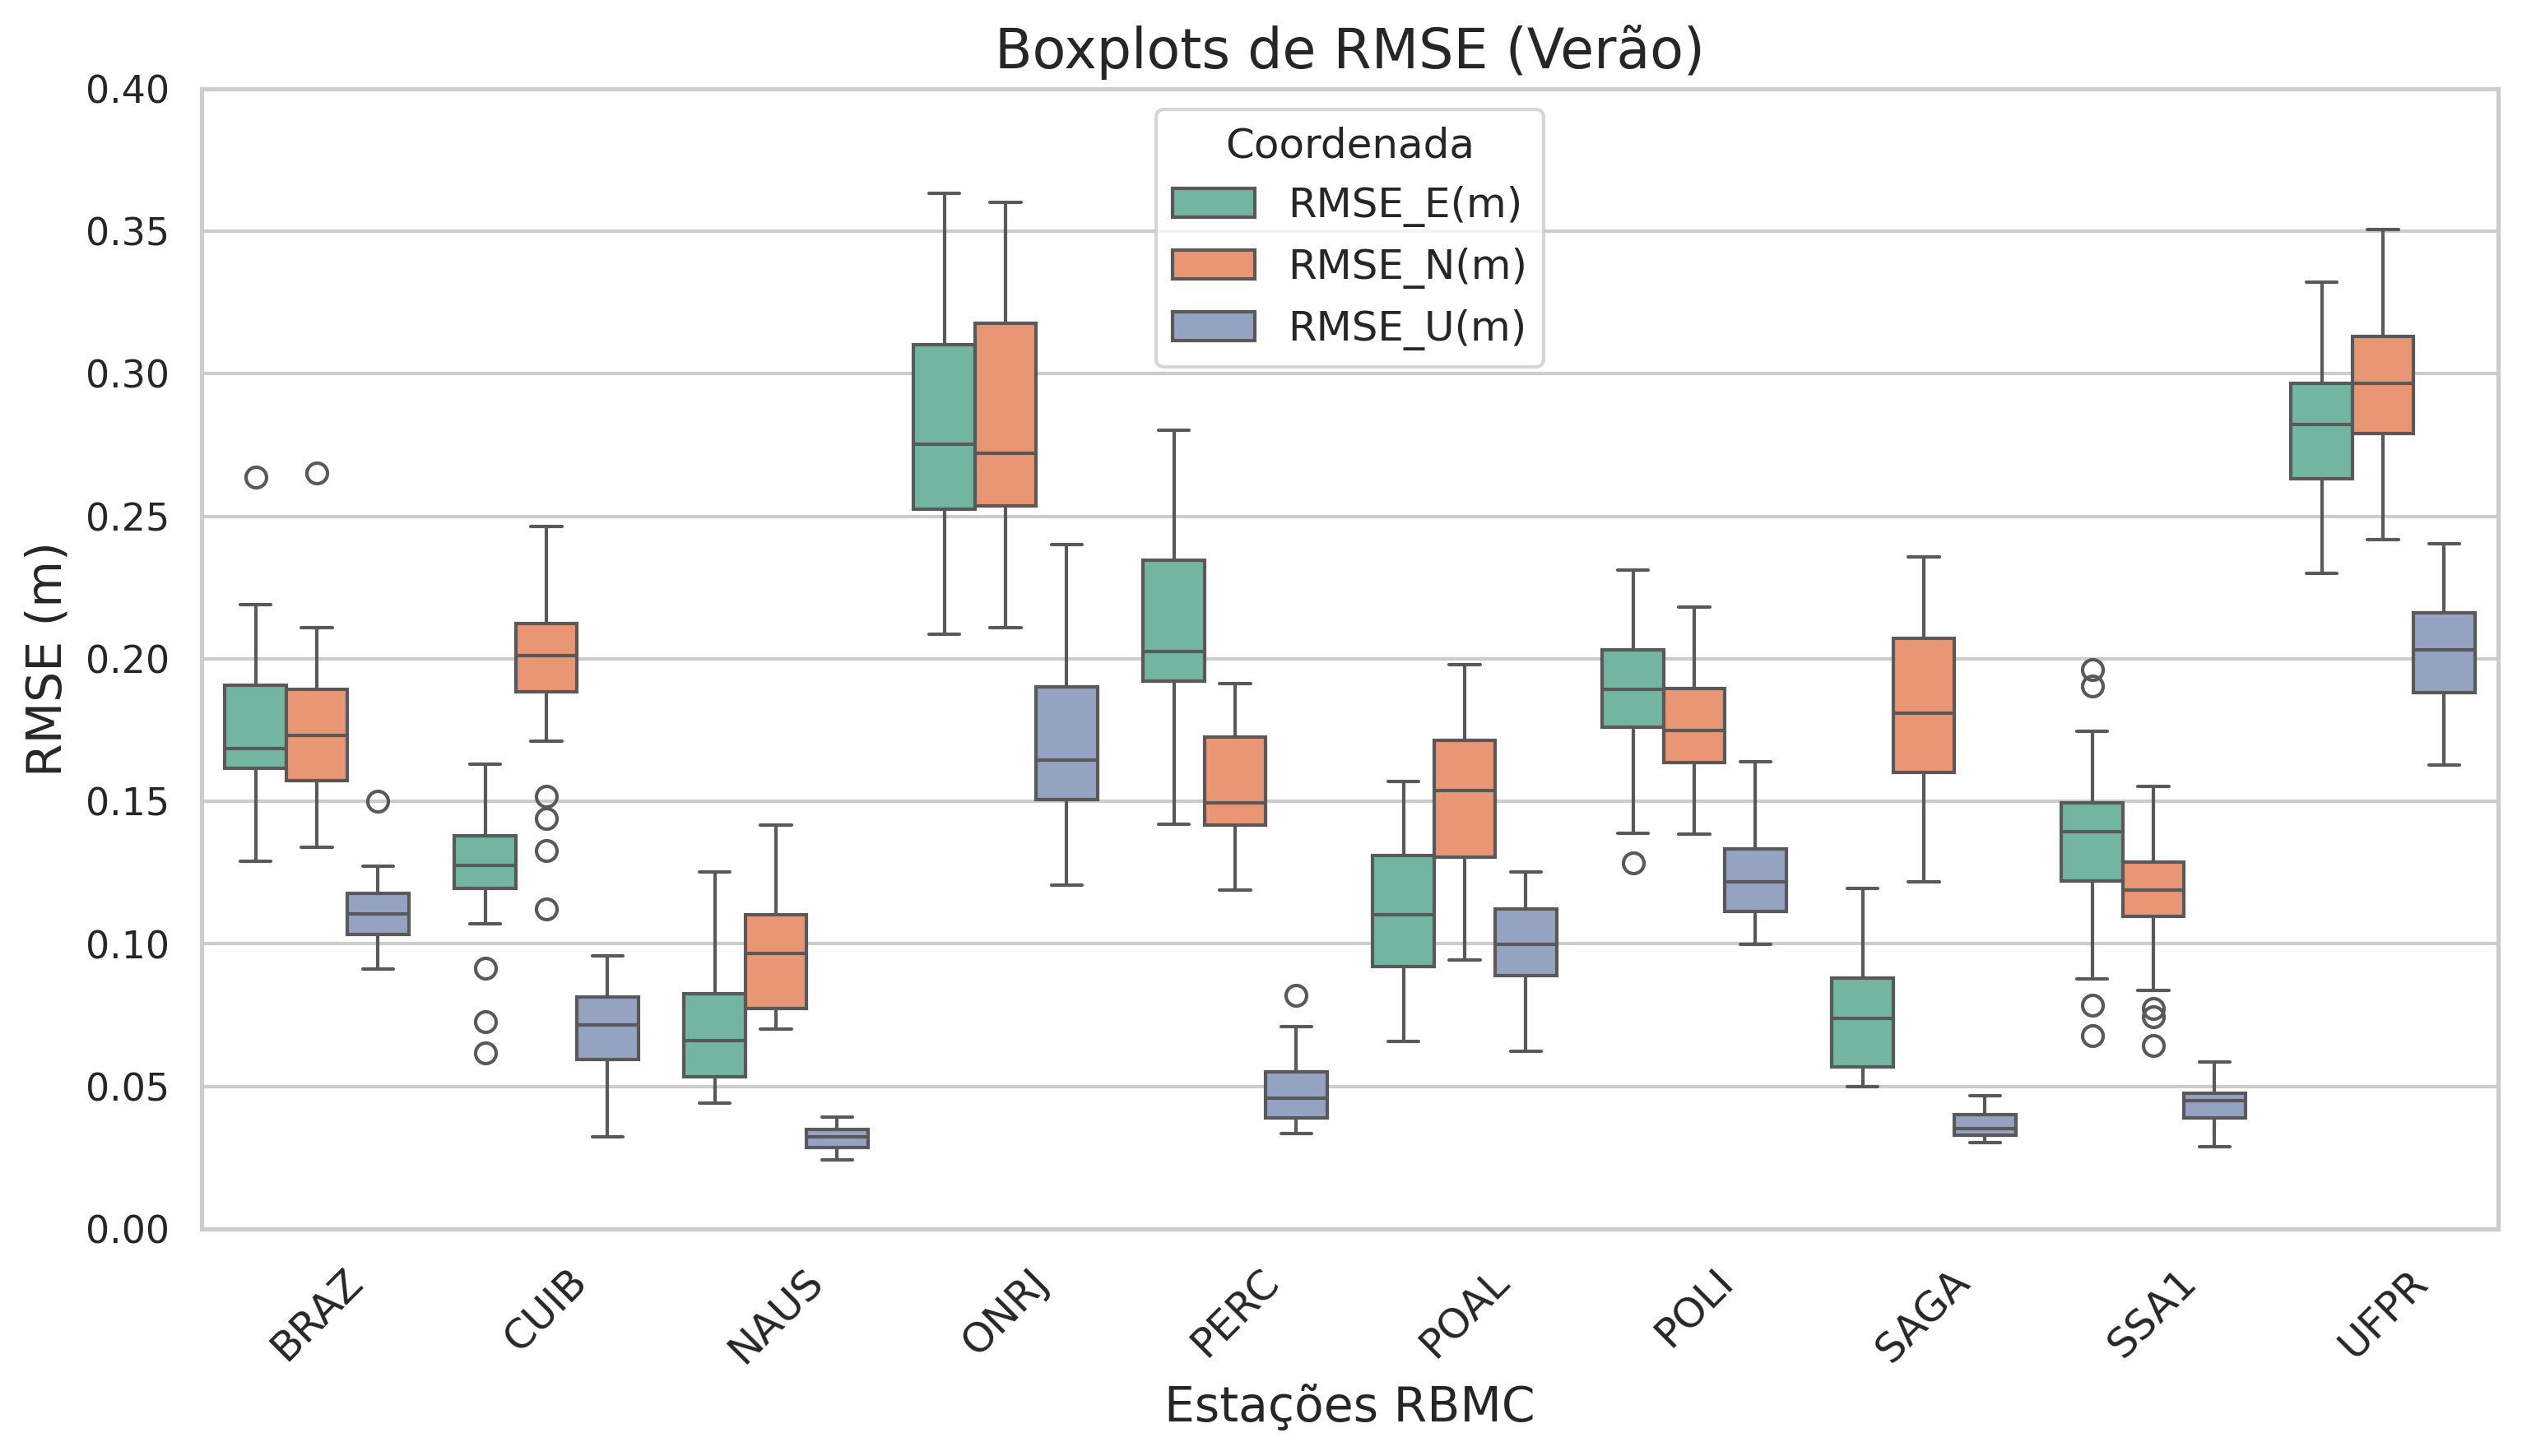 Boxplots de RMSE (Verão)
Coordenada
RMSE_E(m)
RMSE_N(m)
RMSE_U(m)
RMSE (m)
0.40
0.35
0.30
0.25
0.20
0.15
0.10
0.05
0.00
BRAZ
CUIB
NAUS
ONRJ
PERC
POAL
POLI
SAGA
SSA1
UFPR
Estações RBMC